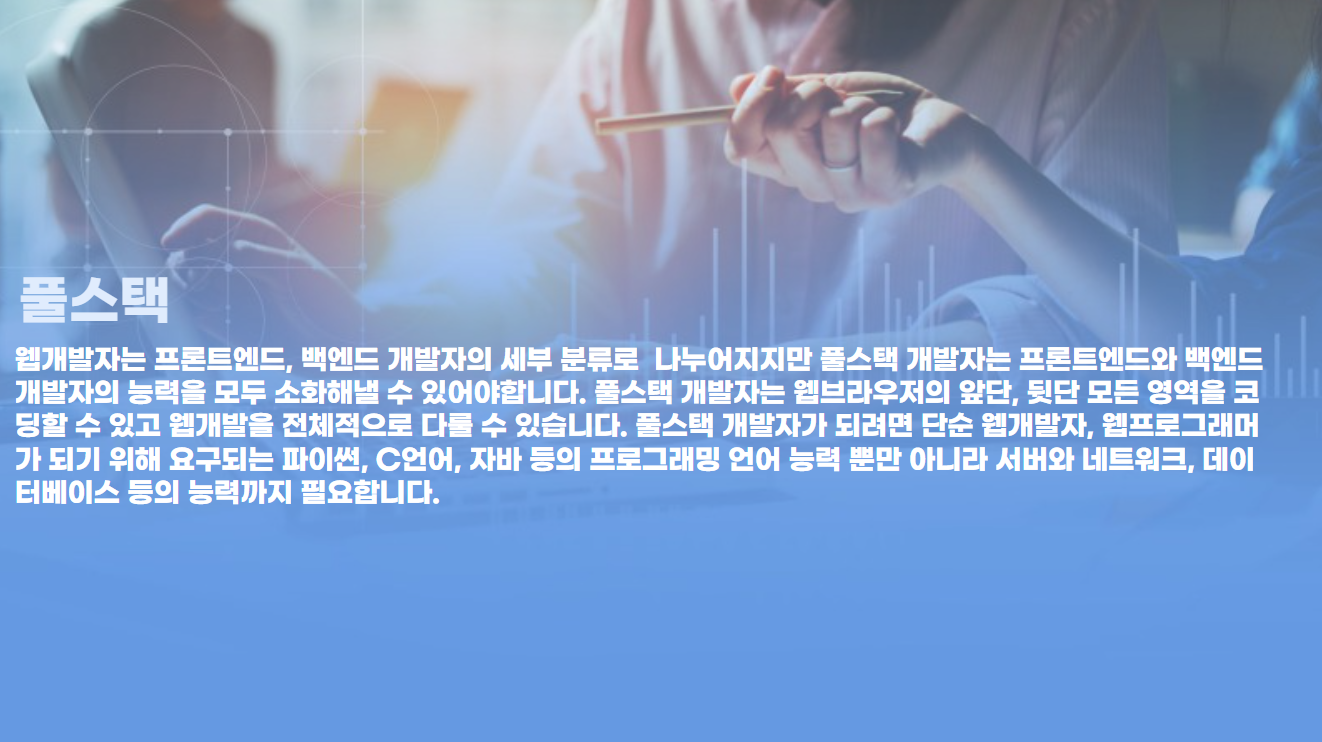 풀스택
웹개발자는 프론트엔드, 백엔드 개발자의 세부 분류로  나누어지지만 풀스택 개발자는 프론트엔드와 백엔드
개발자의 능력을 모두 소화해낼 수 있어야합니다. 풀스택 개발자는 웹브라우저의 앞단, 뒷단 모든 영역을 코
딩할 수 있고 웹개발을 전체적으로 다룰 수 있습니다. 풀스택 개발자가 되려면 단순 웹개발자, 웹프로그래머
가 되기 위해 요구되는 파이썬, C언어, 자바 등의 프로그래밍 언어 능력 뿐만 아니라 서버와 네트워크, 데이
터베이스 등의 능력까지 필요합니다.